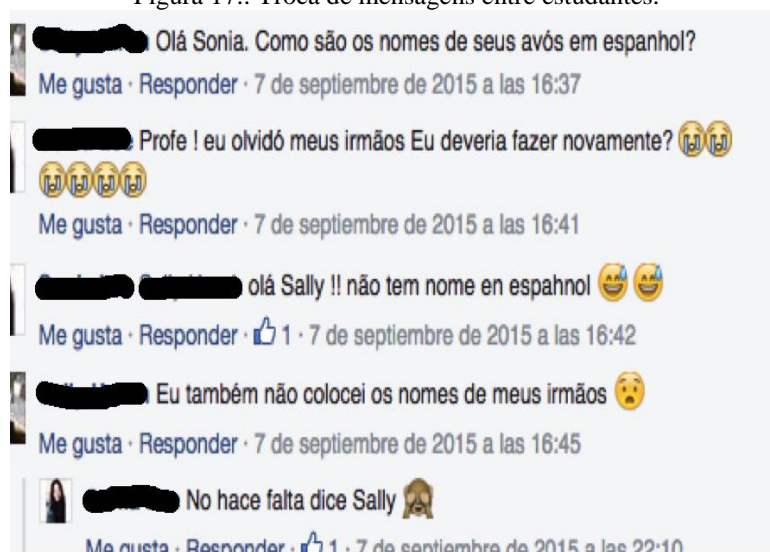 Figura 17.: Troca de mensagens entre estudantes.
Olá Sonia. Como são os nomes de seus avós em espanhol?
Me gusta · Responder · 7 de septiembre de 2015 a las 16:37
Profe ! eu olvidó meus irmãos Eu deveria fazer novamente? 😭😭
😭😭😭😭
Me gusta · Responder · 7 de septiembre de 2015 a las 16:41
olá Sally !! não tem nome en espahnol 😅 😅
Me gusta · Responder · 👍 1 · 7 de septiembre de 2015 a las 16:42
Eu também não colocei os nomes de meus irmãos 😧
Me gusta · Responder · 7 de septiembre de 2015 a las 16:45
No hace falta dice Sally 🙈
Me gusta · Responder · 👍 1 · 7 de septiembre de 2015 a las 22:10